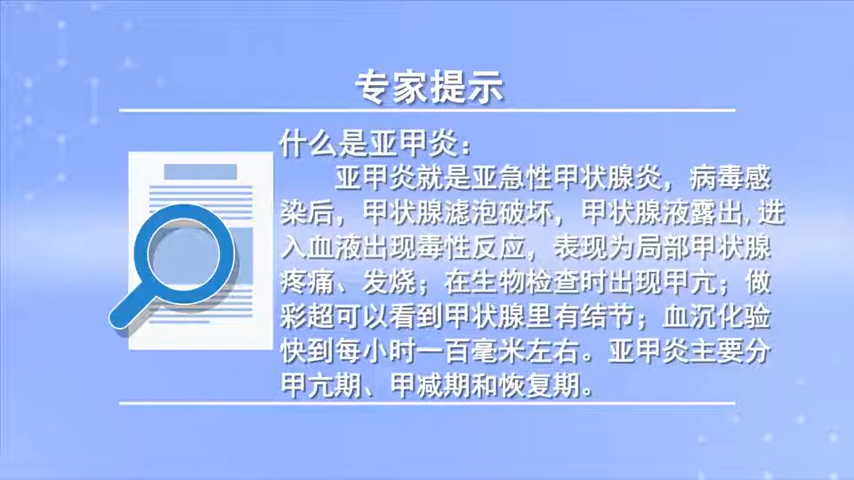 专家提示
什么是亚甲炎：
亚甲炎就是亚急性甲状腺炎，病毒感
染后，甲状腺滤泡破坏，甲状腺液露出,进
入血液出现毒性反应，表现为局部甲状腺
疼痛、发烧；在生物检查时出现甲亢；做
彩超可以看到甲状腺里有结节；血沉化验
快到每小时一百毫米左右。亚甲炎主要分
甲亢期、甲减期和恢复期。